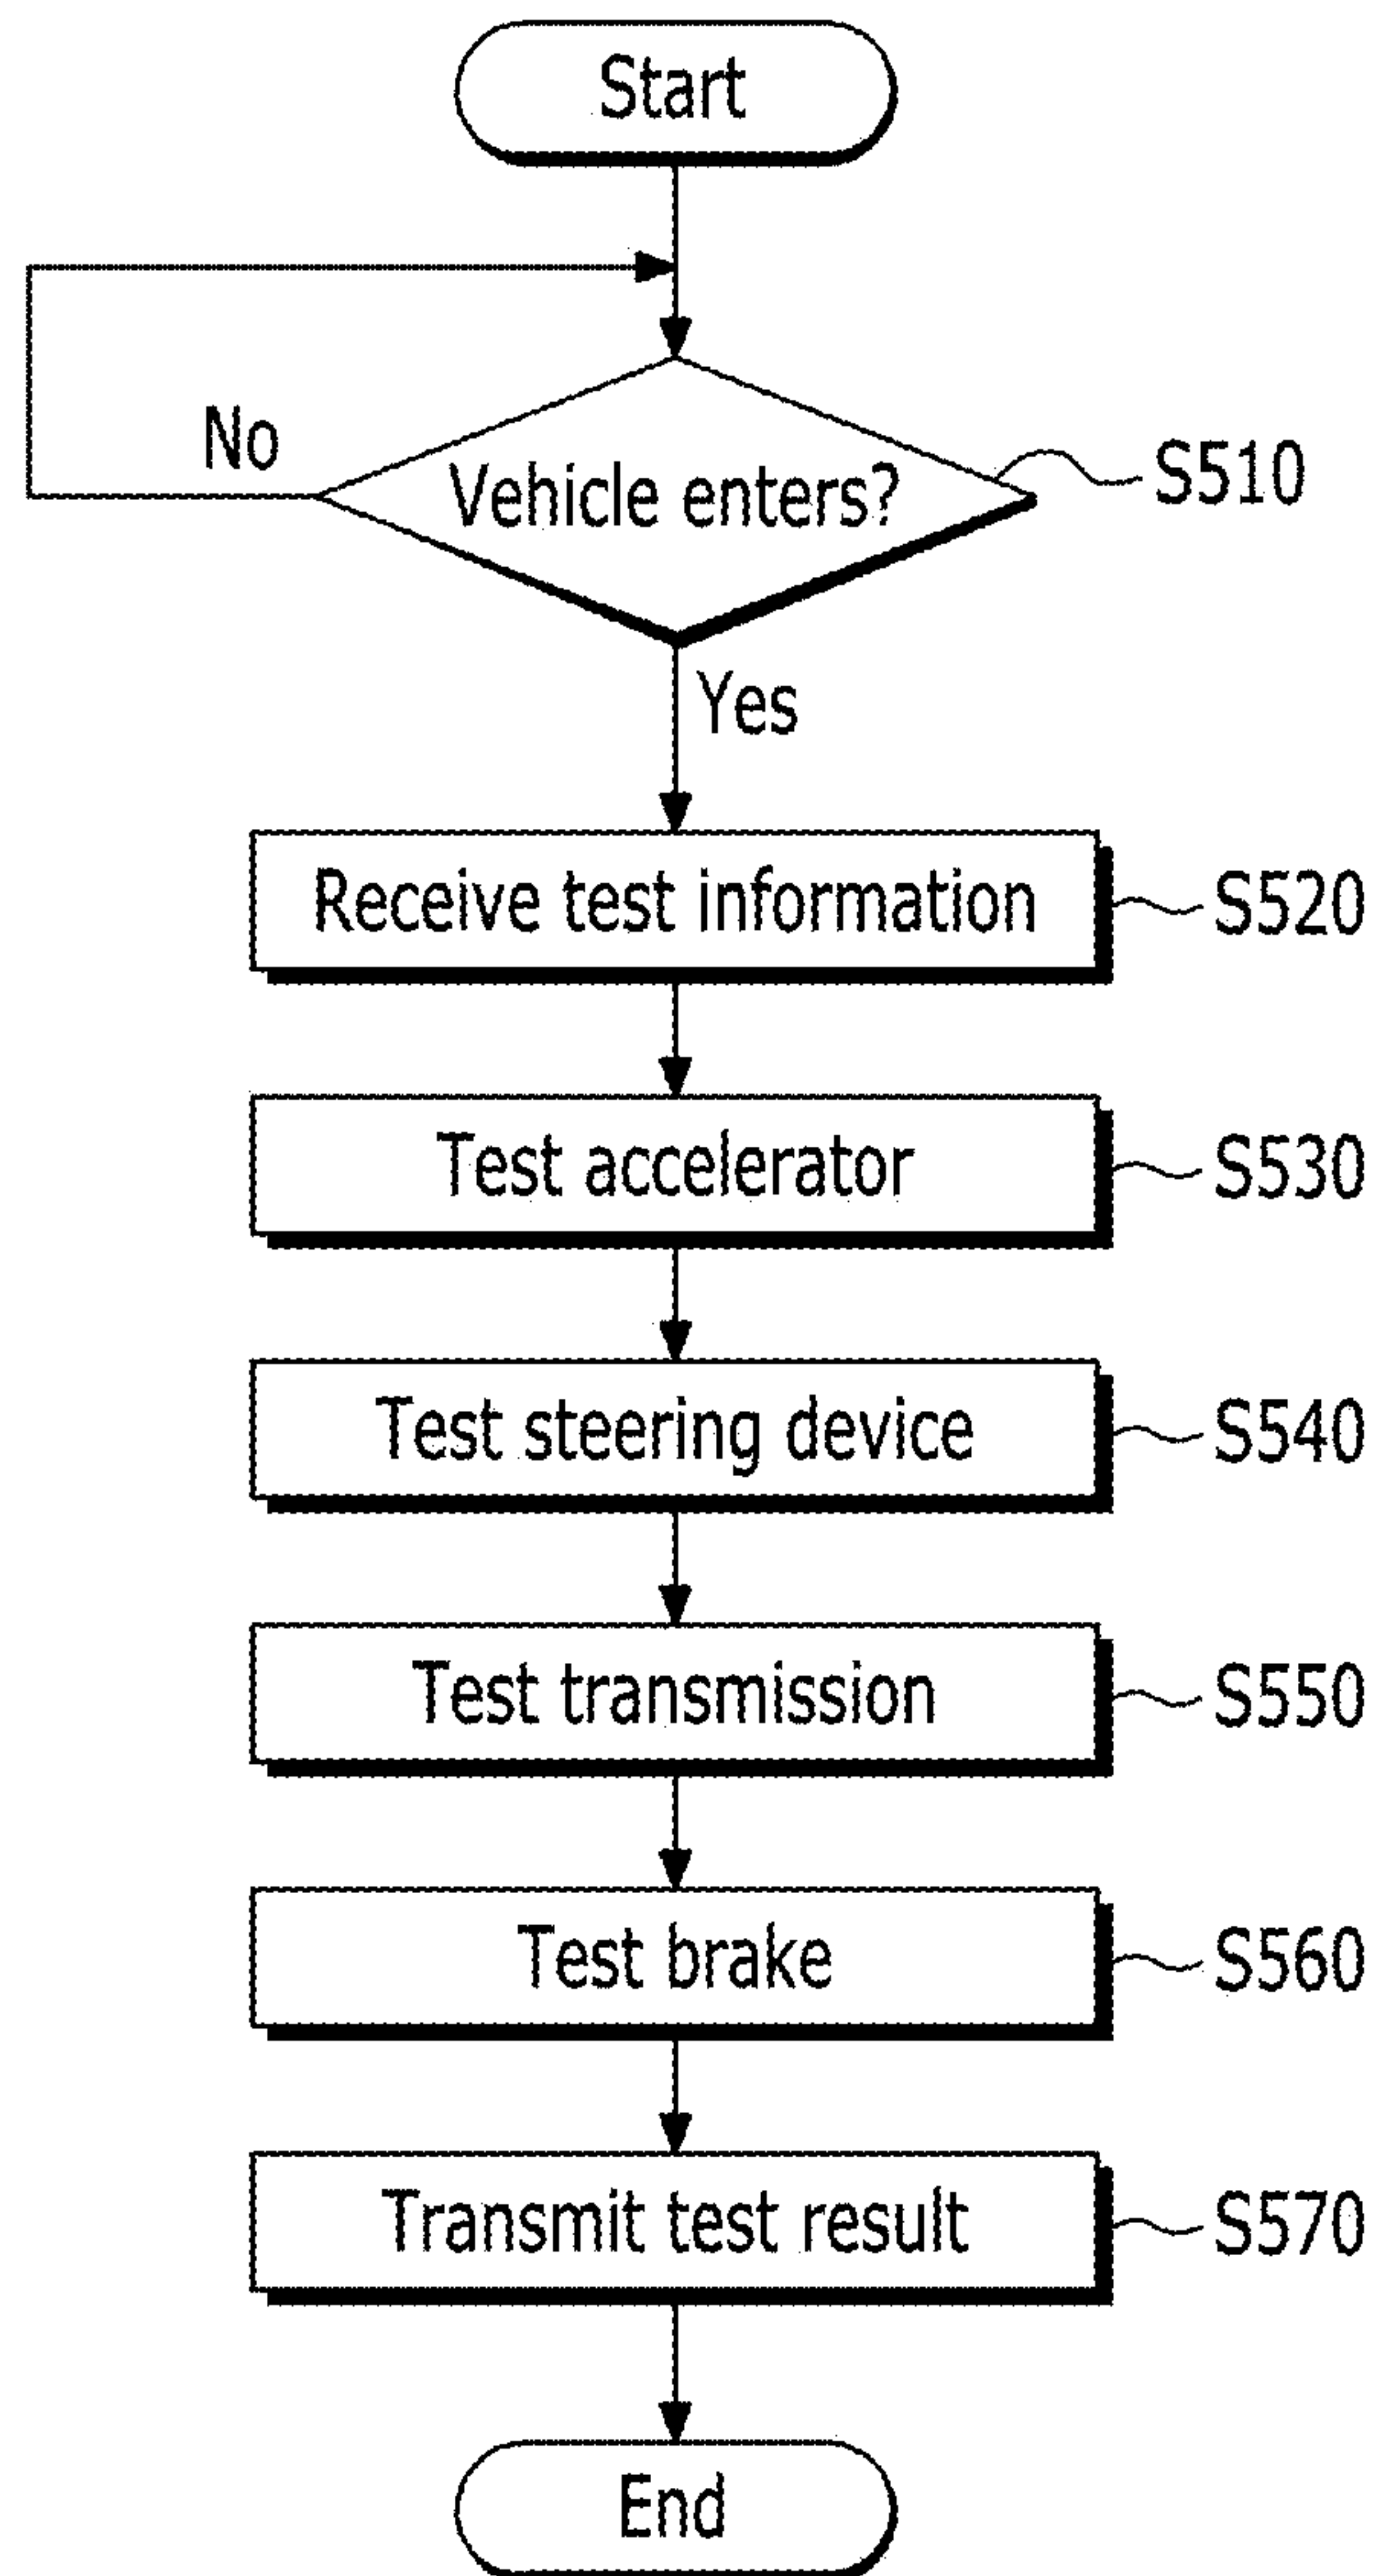 Start
No
Vehicle enters?
S510
Yes
Receive test information
S520
Test accelerator
S530
Test steering device
S540
Test transmission
S550
Test brake
S560
Transmit test result
S570
End